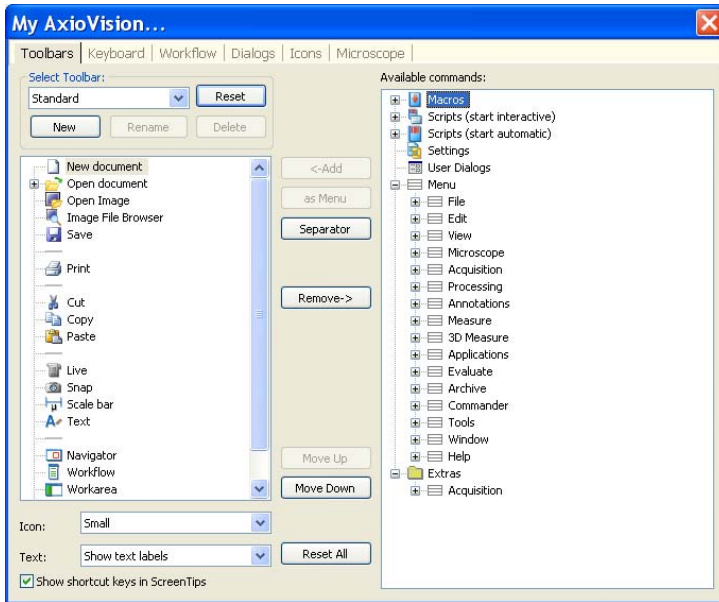 My AxioVision...
Toolbars
Keyboard
Workflow
Dialogs
Icons
Microscope
Select Toolbar:
Standard
Reset
New
Rename
Delete
New document
Open document
Open Image
Image File Browser
Save
Print
Cut
Copy
Paste
Live
Snap
Scale bar
Text
Navigator
Workflow
Workarea
<-Add
as Menu
Separator
Remove->
Move Up
Move Down
Icon:
Small
Text:
Show text labels
Reset All
Show shortcut keys in ScreenTips
Available commands:
Macros
Scripts (start interactive)
Scripts (start automatic)
Settings
User Dialogs
Menu
File
Edit
View
Microscope
Acquisition
Processing
Annotations
Measure
3D Measure
Applications
Evaluate
Archive
Commander
Tools
Window
Help
Extras
Acquisition